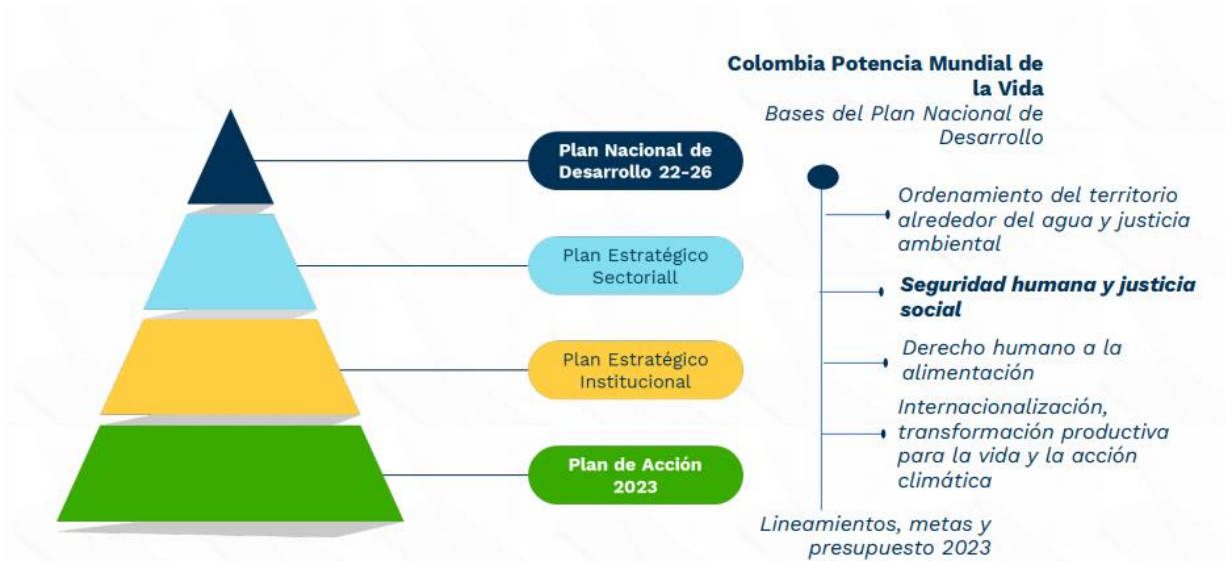 Plan Nacional de
Desarrollo 22-26
Plan Estratégico
Sectoriall
Plan Estratégico
Institucional
Plan de Acción
2023
Colombia Potencia Mundial de
la Vida
Bases del Plan Nacional de
Desarrollo
Ordenamiento del territorio
alrededor del agua y justicia
ambiental
Seguridad humana y justicia
social
Derecho humano a la
alimentación
Internacionalización,
transformación productiva
para la vida y la acción
climática
Lineamientos, metas y
presupuesto 2023